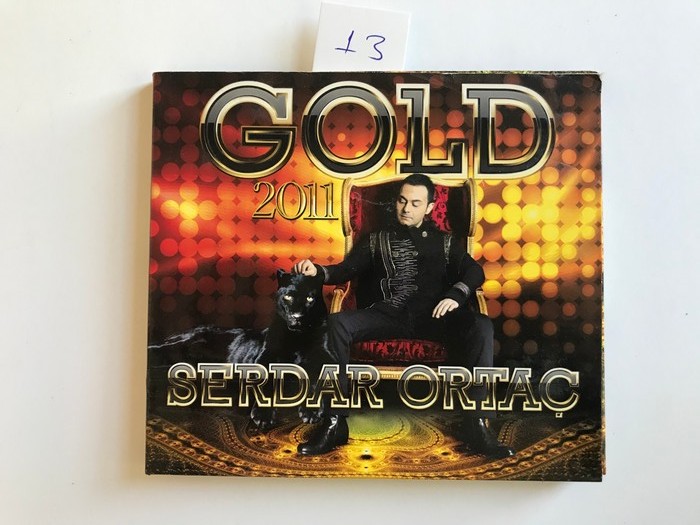 13
GOLD
2011
SERDAR ORTAÇ